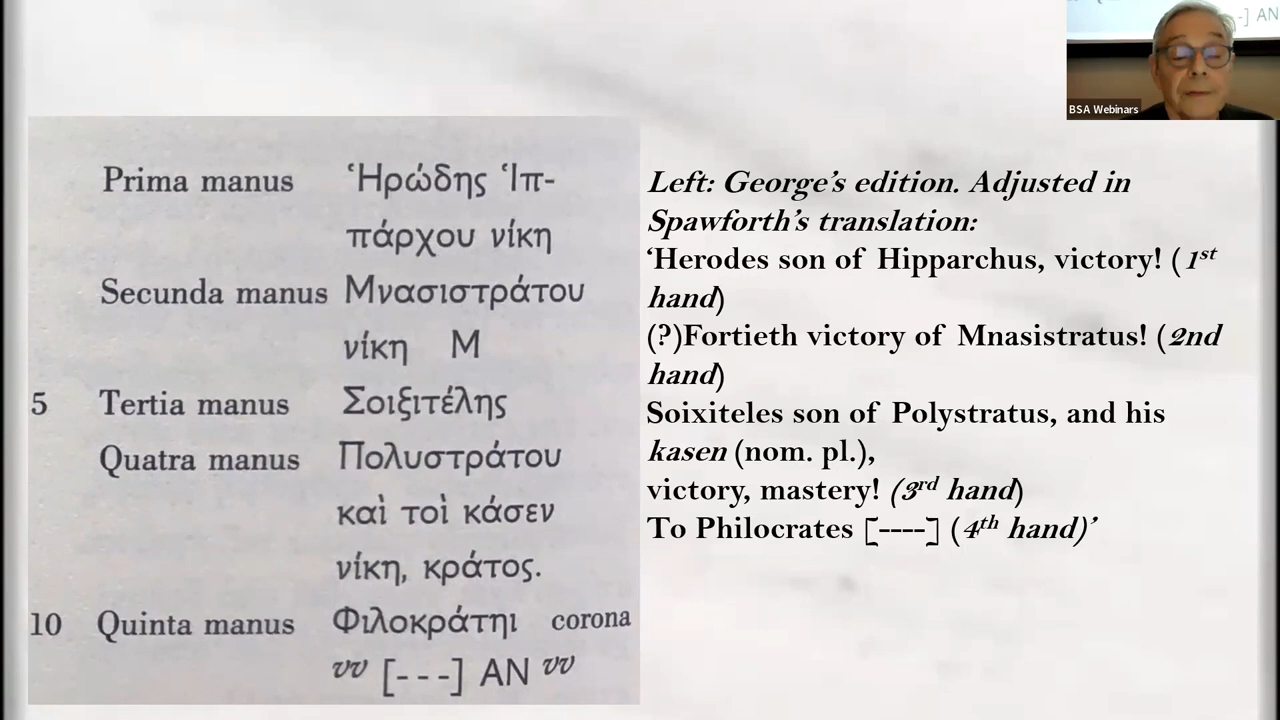 -] AN
BSA Webinars
Prima manus Ἡρώδης Ἱπ-
πάρχου νίκη
Secunda manus Μνασιστράτου
νίκη Μ
5 Tertia manus Σοιξιτέλης
Quatra manus Πολυστράτου
καὶ τοὶ κάσεν
νίκη, κράτος.
10 Quinta manus Φιλοκράτηι corona
vv [- - -] ΑΝ vv
Left: George’s edition. Adjusted in
Spawforth’s translation:
‘Herodes son of Hipparchus, victory! (1st
hand)
(?)Fortieth victory of Mnasistratus! (2nd
hand)
Soixiteles son of Polystratus, and his
kasen (nom. pl.),
victory, mastery! (3rd hand)
To Philocrates [----] (4th hand)’